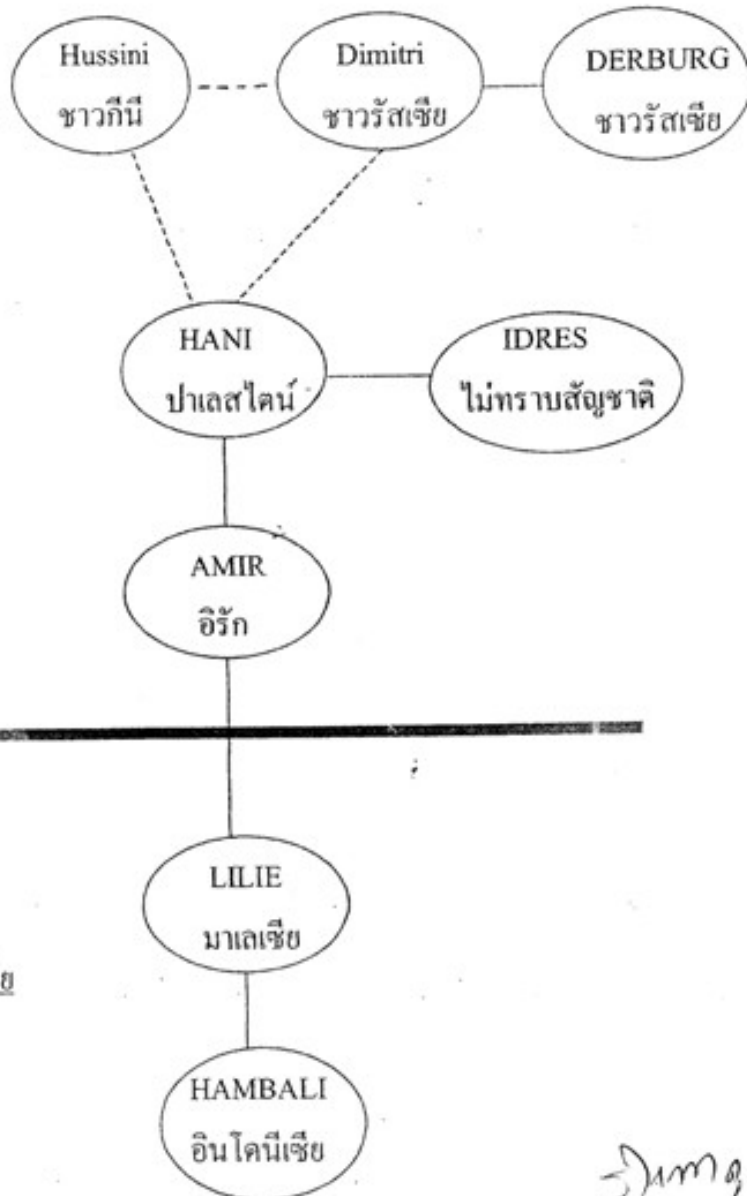 Hussini
ชาวกีนี
Dimitri
ชาวรัสเซีย
DERBURG
ชาวรัสเซีย
HANI
ปาเลสไตน์
IDRES
ไม่ทราบสัญชาติ
AMIR
อิรัก
LILIE
มาเลเซีย
HAMBALI
อินโดนีเซีย